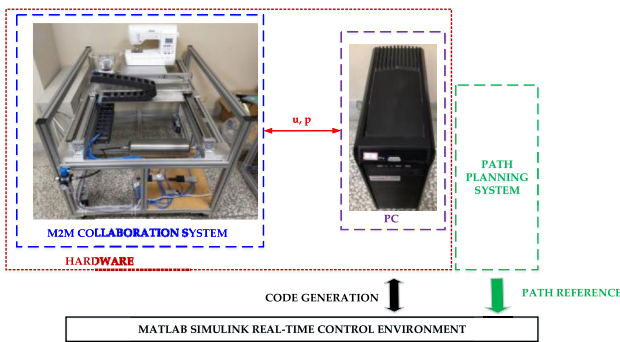 u, p
M2M COLLABORATION SYSTEM
PC
HARDWARE
PATH
PLANNING
SYSTEM
CODE GENERATION
PATH REFERENCE
MATLAB SIMULINK REAL-TIME CONTROL ENVIRONMENT